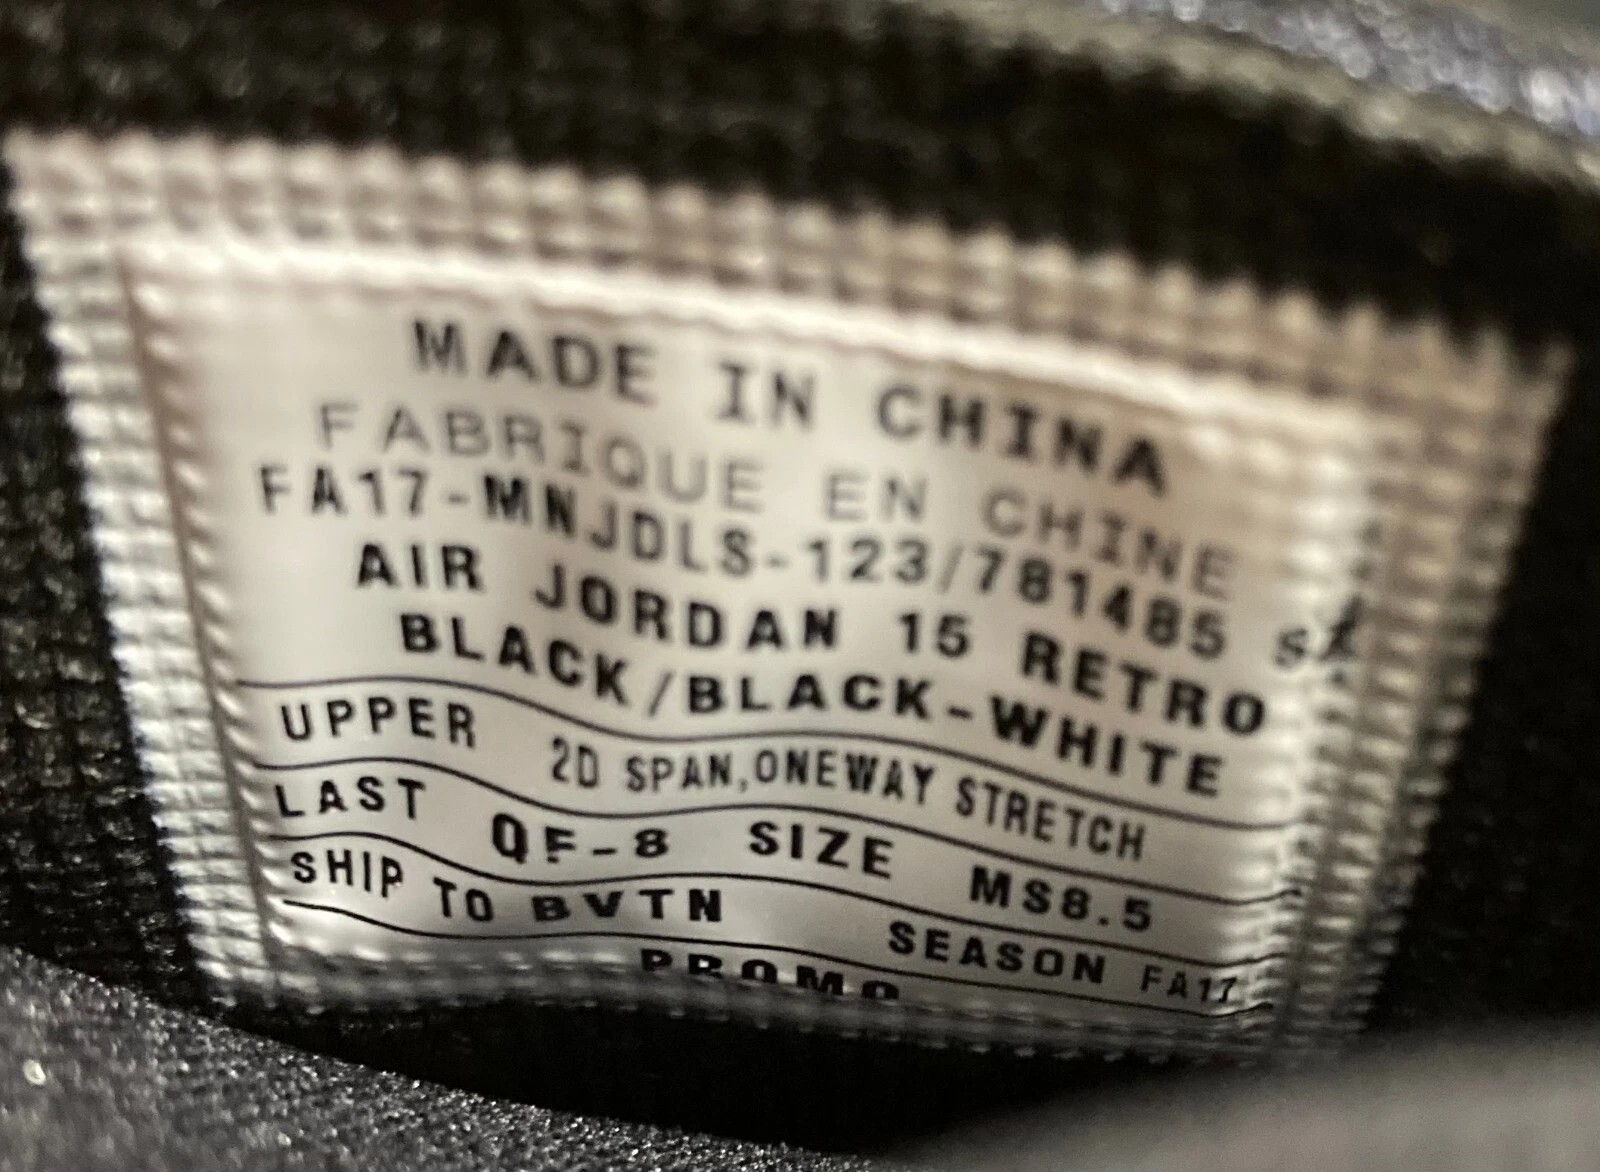 MADE IN CHINA
FABRIQUE EN CHINE
FA17-MNJDLS-123/781485
AIR JORDAN 15 RETRO
BLACK/BLACK-WHITE
UPPER 2D SPAN,ONEWAY STRETCH
LAST QF-8 SIZE MS8.5
SHIP TO BVTN SEASON FA17
PROMO